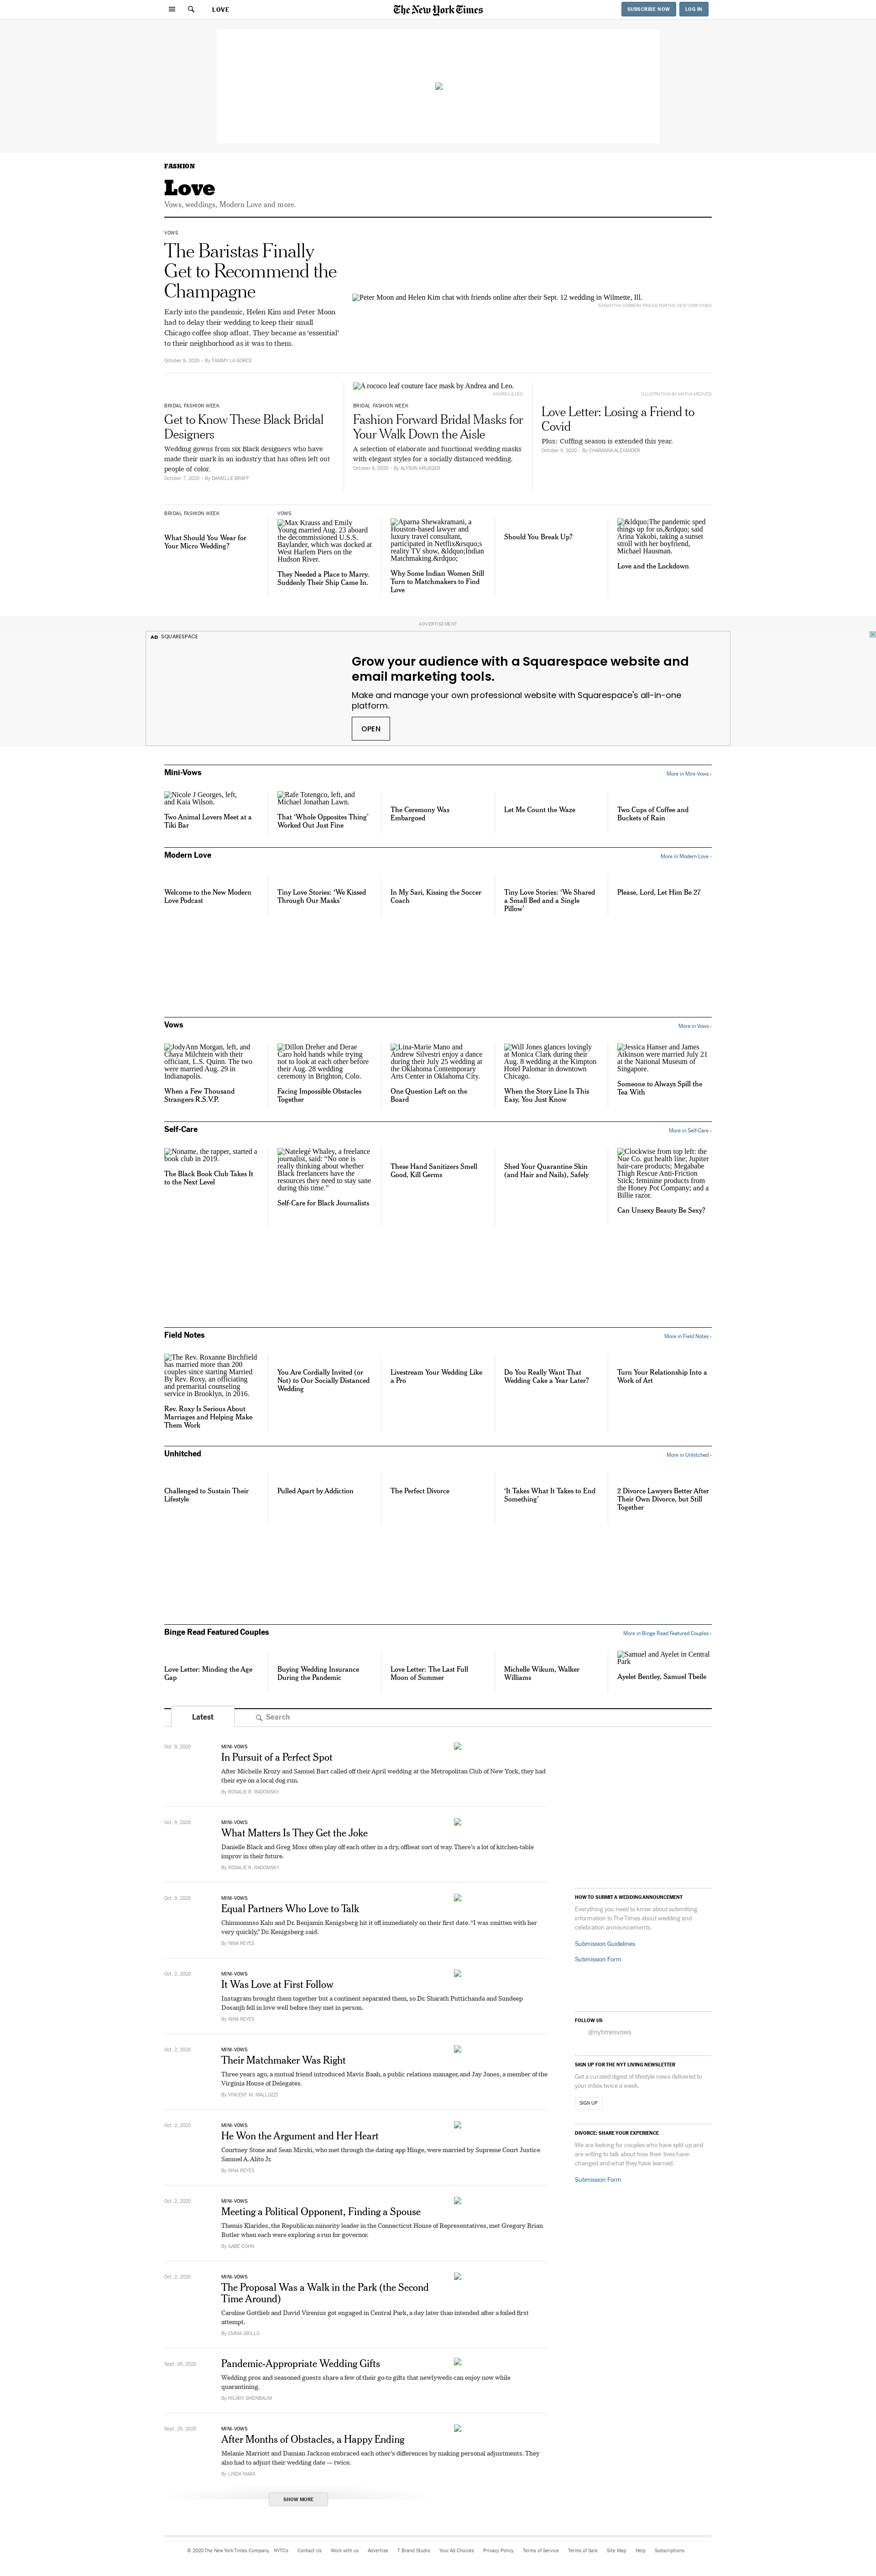 LOVE
The New York Times
SUBSCRIBE NOW
LOG IN
FASHION
Love
Vows, weddings, Modern Love and more.
VOWS
The Baristas Finally
Get to Recommend the
Champagne
Early into the pandemic, Helen Kim and Peter Moon
had to delay their wedding to keep their small
Chicago coffee shop afloat. They became as ‘essential’
to the neighborhood as it was to them.
October 9, 2020 - By TAMMY LA GORCE
Peter Moon and Helen Kim chat with friends online after their Sept. 12 wedding in Wilmette, Ill.
BRIDAL FASHION WEEK
Get to Know These Black Bridal
Designers
Wedding gowns from six Black designers who have
made their mark in an industry that has often left out
people of color.
October 7, 2020 - By DANIELLE BRAFF
A rococo leaf couture face mask by Andrea and Leo.
ANDREA & LEO
BRIDAL FASHION WEEK
Fashion Forward Bridal Masks for
Your Walk Down the Aisle
A selection of elaborate and functional wedding masks
with elegant styles for a socially distanced wedding.
October 6, 2020 - By ALYSON KRUEGER
ILLUSTRATION BY KATUA MEDVED
Love Letter: Losing a Friend to
Covid
Plus: Cuffing season is extended this year.
October 9, 2020 - By CHARANNA ALEXANDER
BRIDAL FASHION WEEK
What Should You Wear for
Your Micro Wedding?
VOWS
Max Krauss and Emily
Young married Aug. 23 aboard
the decommissioned U.S.S.
Baylander, which was docked at
West Harlem Piers on the
Hudson River.
They Needed a Place to Marry.
Suddenly Their Ship Came In.
Aparna Shewakramani, a
Houston-based lawyer and
luxury travel consultant,
participated in Netflix&rsquo;s
reality TV show, &ldquo;Indian
Matchmaking.&rdquo;
Why Some Indian Women Still
Turn to Matchmakers to Find
Love
Should You Break Up?
&ldquo;The pandemic sped
things up for us,&rdquo; said
Arina Yakobi, taking a sunset
stroll with her boyfriend,
Michael Hausman.
Love and the Lockdown
ADVERTISEMENT
AD SQUARESPACE
Grow your audience with a Squarespace website and
email marketing tools.
Make and manage your own professional website with Squarespace's all-in-one
platform.
OPEN
Mini-Vows
More in Mini-Vows ›
Nicole J Georges, left,
and Kaia Wilson.
Two Animal Lovers Meet at a
Tiki Bar
Rafe Totengco, left, and
Michael Jonathan Lawn.
That ‘Whole Opposites Thing’
Worked Out Just Fine
The Ceremony Was
Embargoed
Let Me Count the Waze
Two Cups of Coffee and
Buckets of Rain
Modern Love
More in Modern Love ›
Welcome to the New Modern
Love Podcast
Tiny Love Stories: ‘We Kissed
Through Our Masks’
In My Sari, Kissing the Soccer
Coach
Tiny Love Stories: ‘We Shared
a Small Bed and a Single
Pillow’
Please, Lord, Let Him Be 27
Vows
More in Vows ›
JodyAnn Morgan, left, and
Chaya Milchtein with their
officiant, L.S. Quinn. The two
were married Aug. 29 in
Indianapolis.
When a Few Thousand
Strangers R.S.V.P.
Dillon Dreher and Derae
Caro hold hands while trying
not to look at each other before
their Aug. 28 wedding
ceremony in Brighton, Colo.
Facing Impossible Obstacles
Together
Lina-Marie Mano and
Andrew Silvestri enjoy a dance
during their July 25 wedding at
the Oklahoma Contemporary
Arts Center in Oklahoma City.
One Question Left on the
Board
Will Jones glances lovingly
at Monica Clark during their
Aug. 8 wedding at the Kimpton
Hotel Palomar in downtown
Chicago.
When the Story Line Is This
Easy, You Just Know
Jessica Hanser and James
Atkinson were married July 21
at the National Museum of
Singapore.
Someone to Always Spill the
Tea With
Self-Care
More in Self-Care ›
Noname, the rapper, started a
book club in 2019.
The Black Book Club Takes It
to the Next Level
Natelegé Whaley, a freelance
journalist, said: “No one is
really thinking about whether
Black freelancers have the
resources they need to stay sane
during this time.”
Self-Care for Black Journalists
These Hand Sanitizers Smell
Good, Kill Germs
Shed Your Quarantine Skin
(and Hair and Nails), Safely
Clockwise from top left: the
Nue Co. gut health line; Jupiter
hair-care products; Megababe
Thigh Rescue Anti-Friction
Stick; feminine products from
the Honey Pot Company; and a
Billie razor.
Can Unsexy Beauty Be Sexy?
Field Notes
More in Field Notes ›
The Rev. Roxanne Birchfield
has married more than 200
couples since starting Married
By Rev. Roxy, an officiating
and premarital counseling
service in Brooklyn, in 2016.
Rev. Roxy Is Serious About
Marriages and Helping Make
Them Work
You Are Cordially Invited (or
Not) to Our Socially Distanced
Wedding
Livestream Your Wedding Like
a Pro
Do You Really Want That
Wedding Cake a Year Later?
Turn Your Relationship Into a
Work of Art
Unhitched
More in Unhitched ›
Challenged to Sustain Their
Lifestyle
Pulled Apart by Addiction
The Perfect Divorce
‘It Takes What It Takes to End
Something’
2 Divorce Lawyers Better After
Their Own Divorce, but Still
Together
Binge Read Featured Couples
More in Binge Read Featured Couples ›
Love Letter: Minding the Age
Gap
Buying Wedding Insurance
During the Pandemic
Love Letter: The Last Full
Moon of Summer
Michelle Wikum, Walker
Williams
Samuel and Ayelet in Central
Park
Ayelet Bentley, Samuel Tbeile
Latest
Search
Oct. 9, 2020
MINI-VOWS
In Pursuit of a Perfect Spot
After Michelle Krozy and Samuel Bart called off their April wedding at the Metropolitan Club of New York, they had
their eye on a local dog run.
By ROSALIE R. RADOMSKY
Oct. 9, 2020
MINI-VOWS
What Matters Is They Get the Joke
Danielle Black and Greg Moss often play off each other in a dry, offbeat sort of way. There’s a lot of kitchen-table
improv in their future.
By ROSALIE R. RADOMSKY
Oct. 9, 2020
MINI-VOWS
Equal Partners Who Love to Talk
Chinmonuso Kalu and Dr. Benjamin Kenigsberg hit it off immediately on their first date. “I was smitten with her
very quickly,” Dr. Kenigsberg said.
By NINA REYES
Oct. 2, 2020
MINI-VOWS
It Was Love at First Follow
Instagram brought them together but a continent separated them, so Dr. Sharath Puttichanda and Sundeep
Dosanjh fell in love well before they met in person.
By NINA REYES
Oct. 2, 2020
MINI-VOWS
Their Matchmaker Was Right
Three years ago, a mutual friend introduced Mavis Baah, a public relations manager, and Jay Jones, a member of the
Virginia House of Delegates.
By VINCENT M. MALLOZZI
Oct. 2, 2020
MINI-VOWS
He Won the Argument and Her Heart
Courtney Stone and Sean Mirski, who met through the dating app Hinge, were married by Supreme Court Justice
Samuel A. Alito Jr.
By NINA REYES
Oct. 2, 2020
MINI-VOWS
Meeting a Political Opponent, Finding a Spouse
Themis Klarides, the Republican minority leader in the Connecticut House of Representatives, met Gregory Brian
Butler when each were exploring a run for governor.
By GABE COHN
Oct. 2, 2020
MINI-VOWS
The Proposal Was a Walk in the Park (the Second
Time Around)
Caroline Gottlieb and David Virenius got engaged in Central Park, a day later than intended after a foiled first
attempt.
By EMMA GRILLO
Sept. 26, 2020
Pandemic-Appropriate Wedding Gifts
Wedding pros and seasoned guests share a few of their go-to gifts that newlyweds can enjoy now while
quarantining.
By HILARY SHEINBAUM
Sept. 25, 2020
MINI-VOWS
After Months of Obstacles, a Happy Ending
Melanie Marriott and Damian Jackson embraced each other’s differences by making personal adjustments. They
also had to adjust their wedding date — twice.
By LINDA MARX
SHOW MORE
HOW TO SUBMIT A WEDDING ANNOUNCEMENT
Everything you need to know about submitting
information to The Times about wedding and
celebration announcements.
Submission Guidelines
Submission Form
FOLLOW US
@nytimesvows
SIGN UP FOR THE NYT LIVING NEWSLETTER
Get a curated digest of lifestyle news delivered to
your inbox twice a week.
SIGN UP
DIVORCE: SHARE YOUR EXPERIENCE
We are looking for couples who have split up and
are willing to talk about how their lives have
changed and what they have learned.
Submission Form
© 2020 The New York Times Company NYTCo Contact Us Work with us Advertise T Brand Studio Your Ad Choices Privacy Policy Terms of Service Terms of Sale Site Map Help Subscriptions